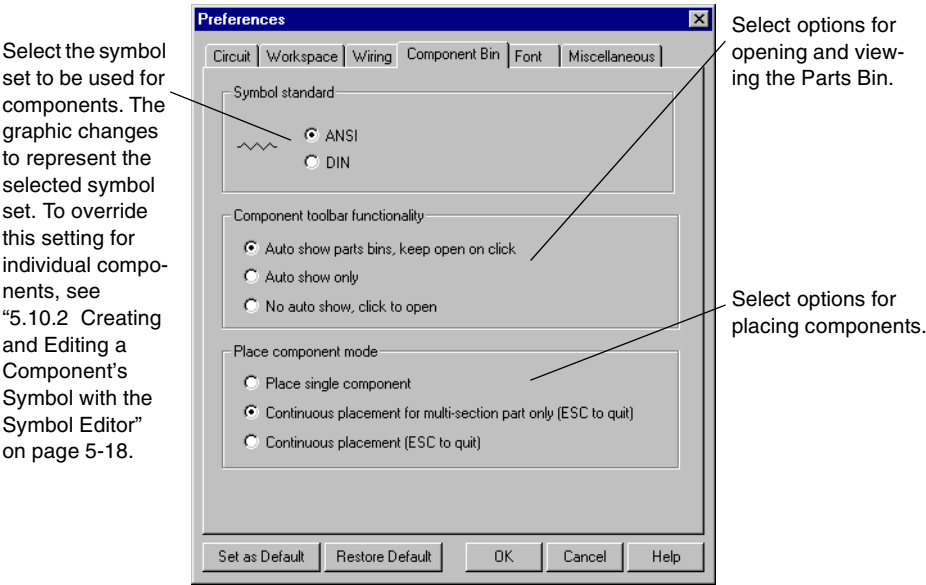 Preferences
Circuit Workspace Wiring Component Bin Font Miscellaneous
Symbol standard
ANSI
DIN
Component toolbar functionality
Auto show parts bins, keep open on click
Auto show only
No auto show, click to open
Place component mode
Place single component
Continuous placement for multi-section part only (ESC to quit)
Continuous placement (ESC to quit)
Set as Default Restore Default OK Cancel Help
Select the symbol
set to be used for
components. The
graphic changes
to represent the
selected symbol
set. To override
this setting for
individual compo-
nents, see
“5.10.2 Creating
and Editing a
Component’s
Symbol with the
Symbol Editor”
on page 5-18.
Select options for
opening and view-
ing the Parts Bin.
Select options for
placing components.